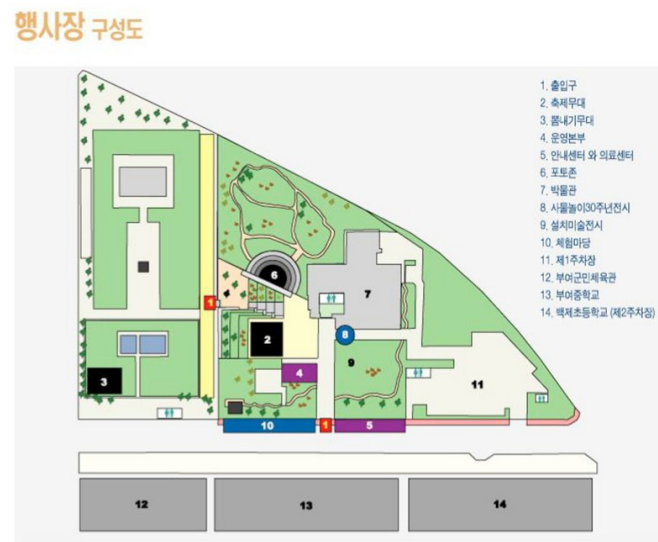 행사장 구성도
1. 출입구
2. 축제무대
3. 뽐내기무대
4. 운영본부
5. 안내센터 와 의료센터
6. 포토존
7. 박물관
8. 사물놀이30주년전시
9. 설치미술전시
10. 체험마당
11. 제1주차장
12. 부여군민체육관
13. 부여중학교
14. 백제초등학교 (제2주차장)
6
7
1
8
2
9
4
3
11
10
1
5
12
13
14